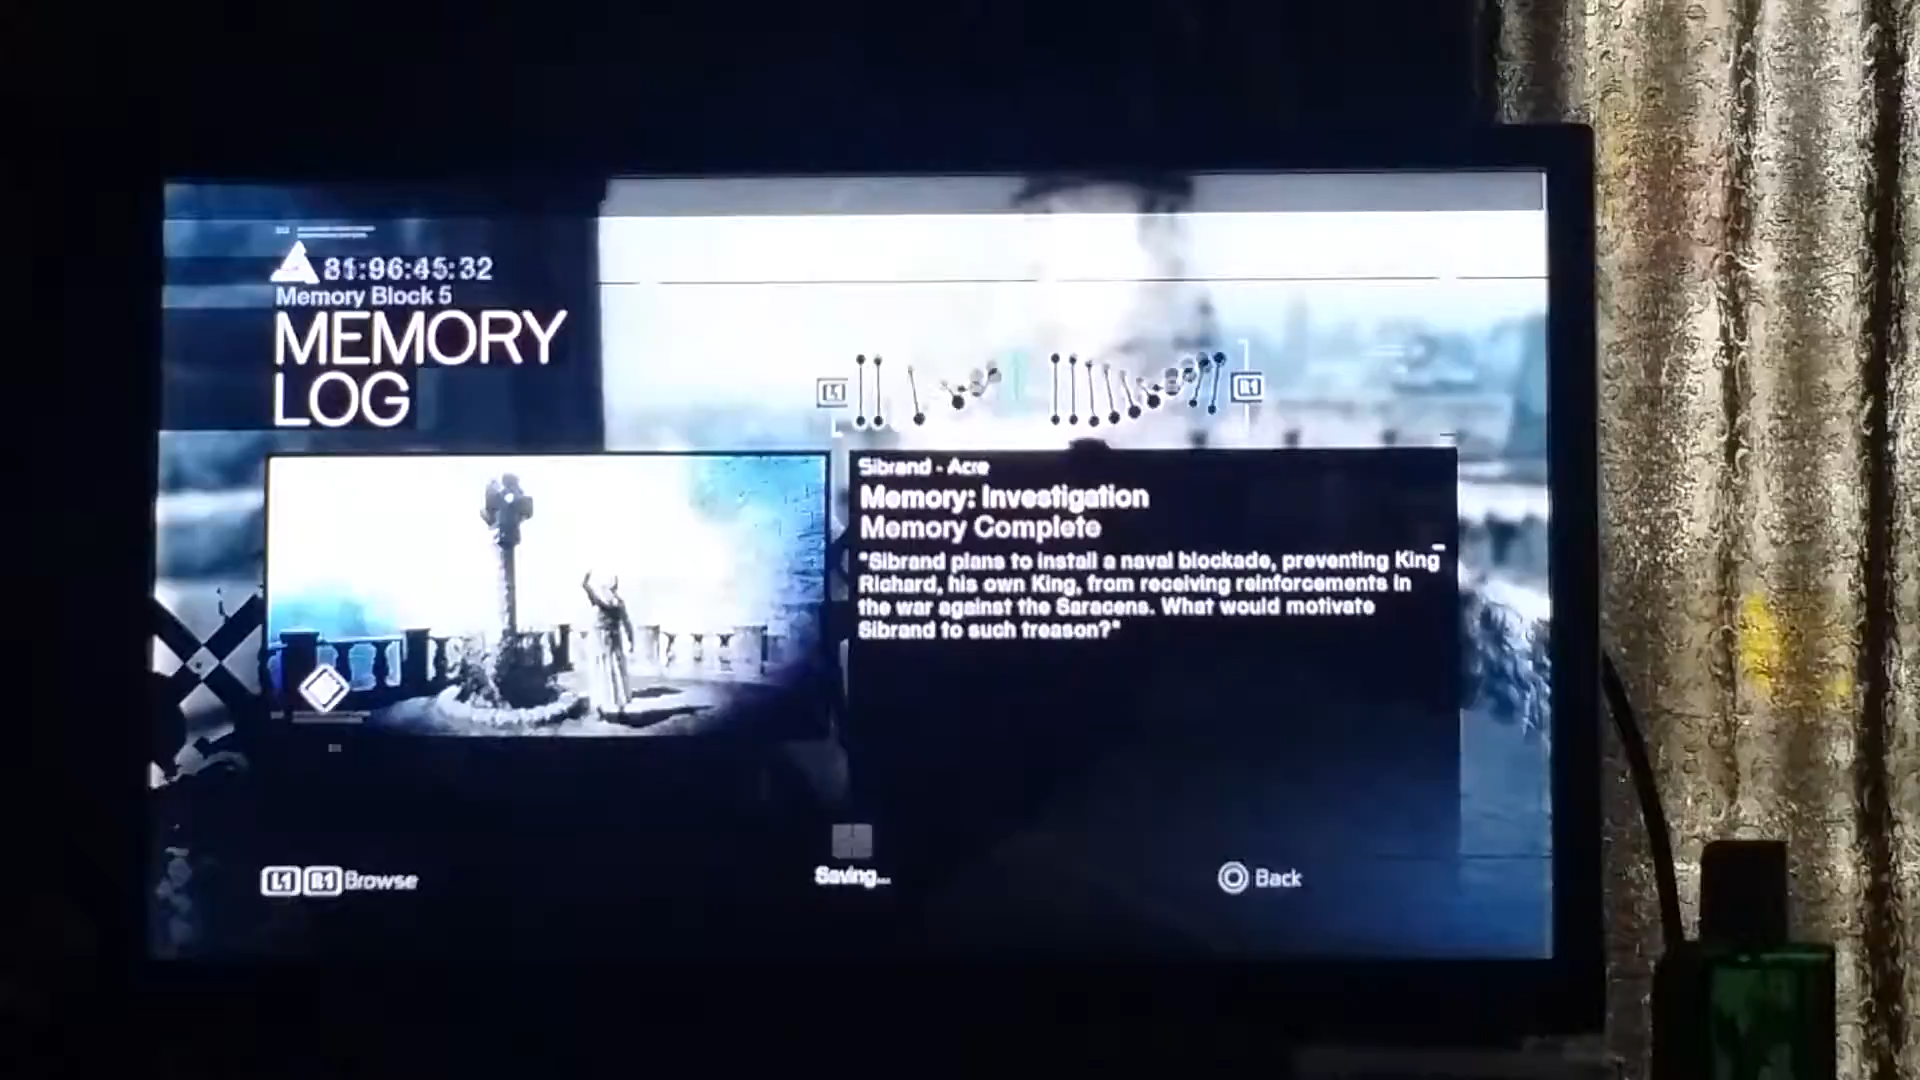 81:96:45:32
Memory Block 5
MEMORY
LOG
L1
R1
Sibrand - Acre
Memory: Investigation
Memory Complete
"Sibrand plans to install a naval blockade, preventing King
Richard, his own King, from receiving reinforcements in
the war against the Saracens. What would motivate
Sibrand to such treason?"
L1 R1 Browse
Saving...
Back